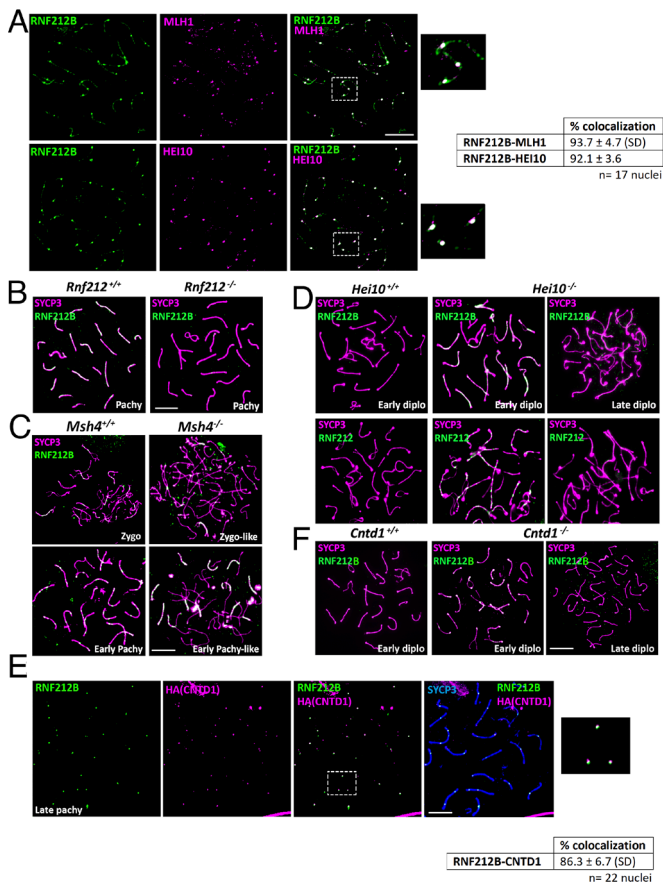 A
RNF212B MLH1 RNF212B
MLH1
% colocalization
RNF212B-MLH1 93.7 ± 4.7 (SD)
RNF212B-HEI10 92.1 ± 3.6
n= 17 nuclei
RNF212B HEI10 RNF212B
HEI10
B
Rnf212+/+ Rnf212-/-
SYCP3 SYCP3
RNF212B RNF212B
Pachy Pachy
C
Msh4+/+ Msh4-/-
SYCP3
RNF212B
Zygo Zygo-like
Early Pachy Early Pachy-like
D
Hei10+/+ Hei10-/-
SYCP3 SYCP3 SYCP3
RNF212B RNF212B RNF212B
Early diplo Early diplo Late diplo
SYCP3 SYCP3 SYCP3
RNF212 RNF212 RNF212
F
Cntd1+/+ Cntd1-/-
SYCP3 SYCP3 SYCP3
RNF212B RNF212B RNF212B
Early diplo Early diplo Late diplo
E
RNF212B HA(CNTD1) RNF212B SYCP3 RNF212B
HA(CNTD1) HA(CNTD1)
Late pachy
% colocalization
RNF212B-CNTD1 86.3 ± 6.7 (SD)
n= 22 nuclei